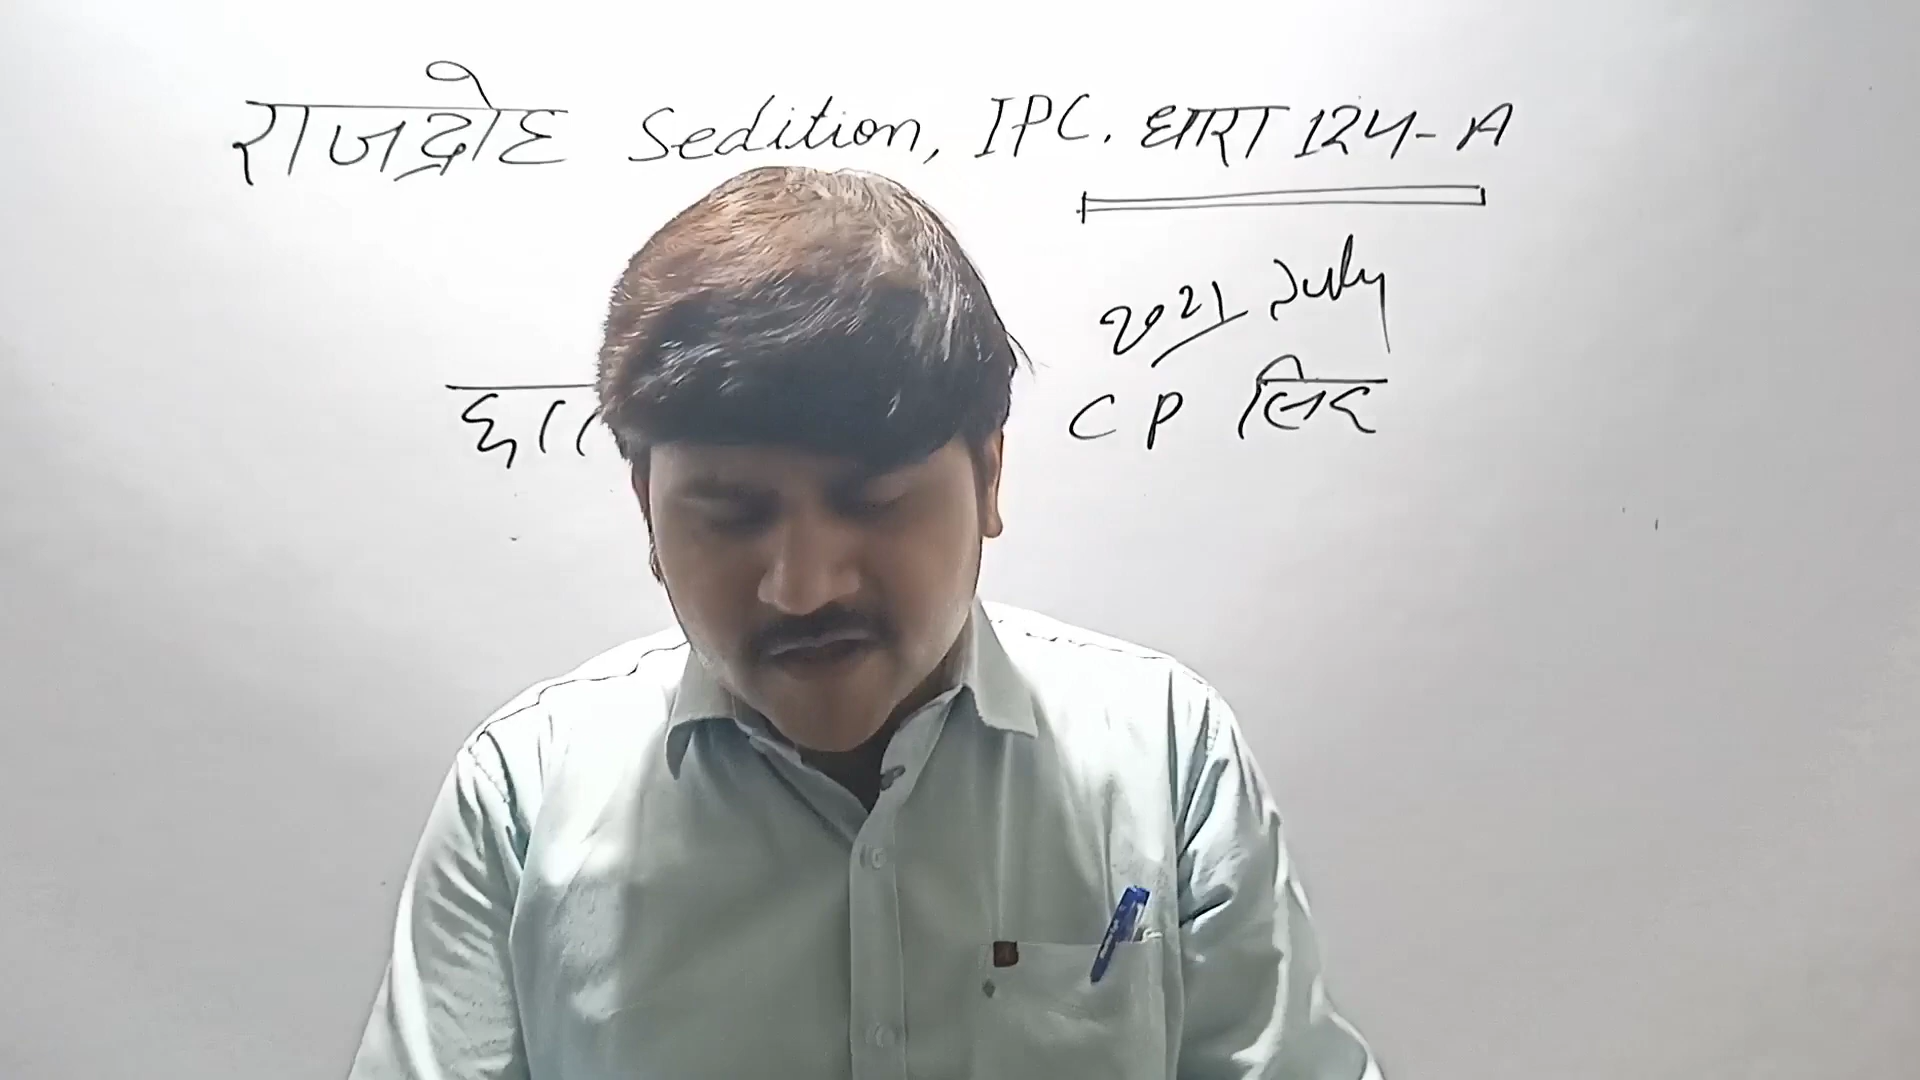 राजद्रोह Sedition, IPC. धारा 124-A
2021 July
CP सिंह